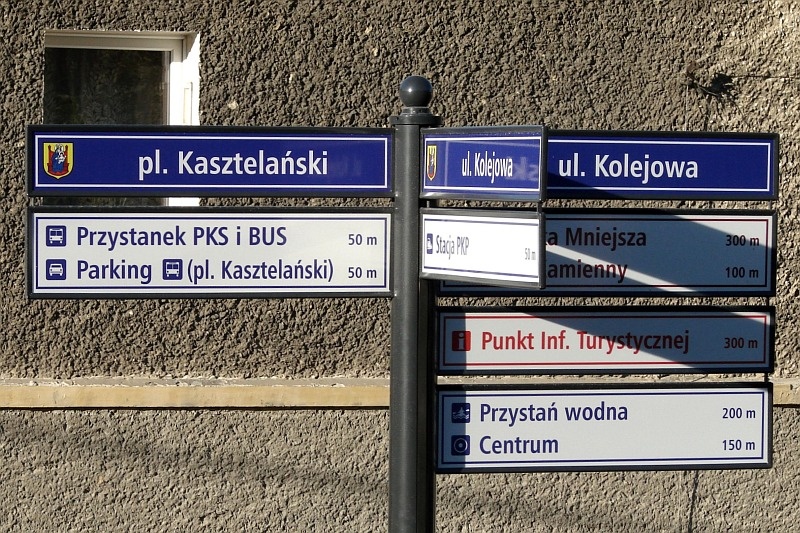 pl. Kasztelański
Przystanek PKS i BUS 50 m
Parking (pl. Kasztelański) 50 m
ul. Kolejowa
Stacja PKP 50 m
ul. Kolejowa
Mniejsza 300 m
100 m
Punkt Inf. Turystycznej 300 m
Przystań wodna 200 m
Centrum 150 m